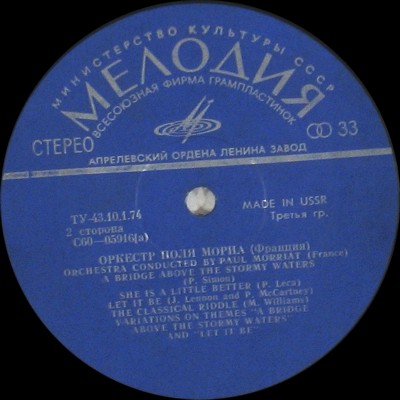 МИНИСТЕРСТВО КУЛЬТУРЫ СССР
МЕЛОДИЯ
ВСЕСОЮЗНАЯ ФИРМА ГРАМПЛАСТИНОК
СТЕРЕО
33
АПРЕЛЕВСКИЙ ОРДЕНА ЛЕНИНА ЗАВОД
ТУ-43.10.1.74
2 сторона
С60—05916(а)
MADE IN USSR
Третья гр.
ОРКЕСТР ПОЛЯ МОРИА (Франция)
ORCHESTRA CONDUCTED BY PAUL MORRIAT (France)
A BRIDGE ABOVE THE STORMY WATERS
(P. Simon)
SHE IS A LITTLE BETTER (P. Laca)
LET IT BE (J. Lennon and P. McCartney)
THE CLASSICAL RIDDLE (M. Williams)
VARIATIONS ON THEMES "A BRIDGE
ABOVE THE STORMY WATERS"
AND "LET IT BE"